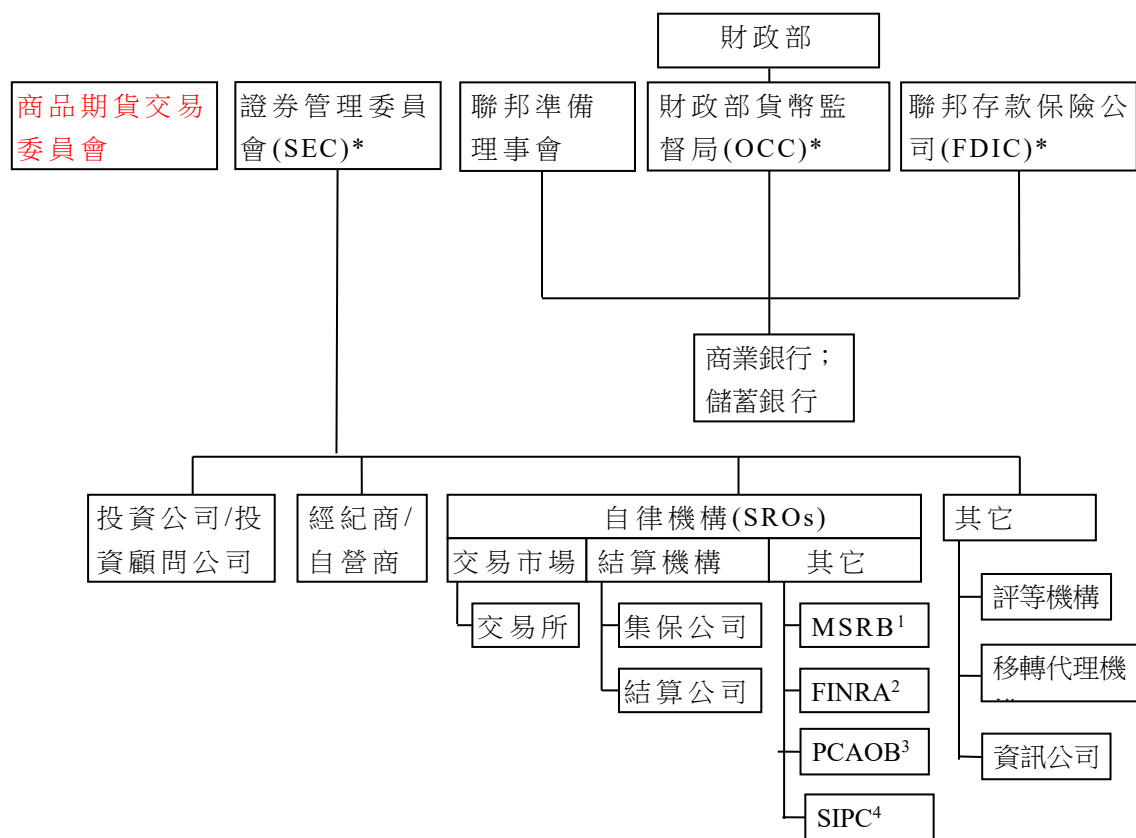 財政部
商品期貨交易
委員會
證券管理委員
會(SEC)*
聯邦準備
理事會
財政部貨幣監
督局(OCC)*
聯邦存款保險公
司(FDIC)*
商業銀行；
儲蓄銀行
投資公司/投
資顧問公司
經紀商/
自營商
自律機構(SROs)
其它
交易市場
結算機構
其它
交易所
集保公司
結算公司
MSRB¹
FINRA²
PCAOB³
SIPC⁴
評等機構
移轉代理機
資訊公司